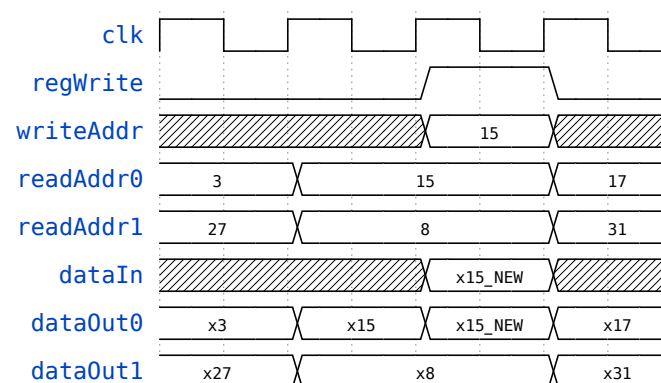 clk
regWrite
writeAddr 15
readAddr0 3 15 17
readAddr1 27 8 31
dataIn x15_NEW
dataOut0 x3 x15 x15_NEW x17
dataOut1 x27 x8 x31